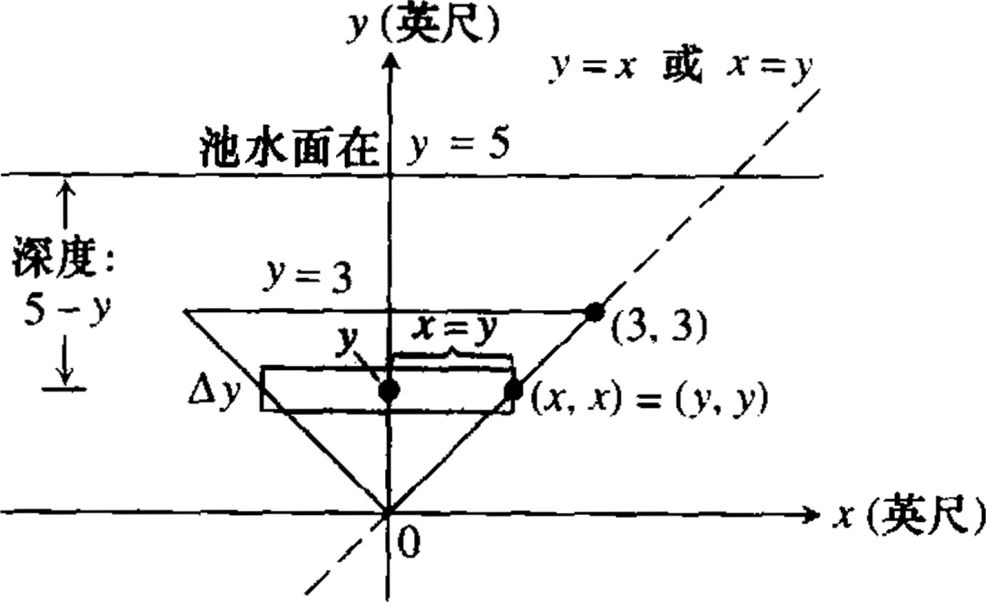 y (英尺)
y = x 或 x = y
池水面在 y = 5
深度:
5 − y
y = 3
(3, 3)
x = y
y
Δy
(x, x) = (y, y)
x (英尺)
0